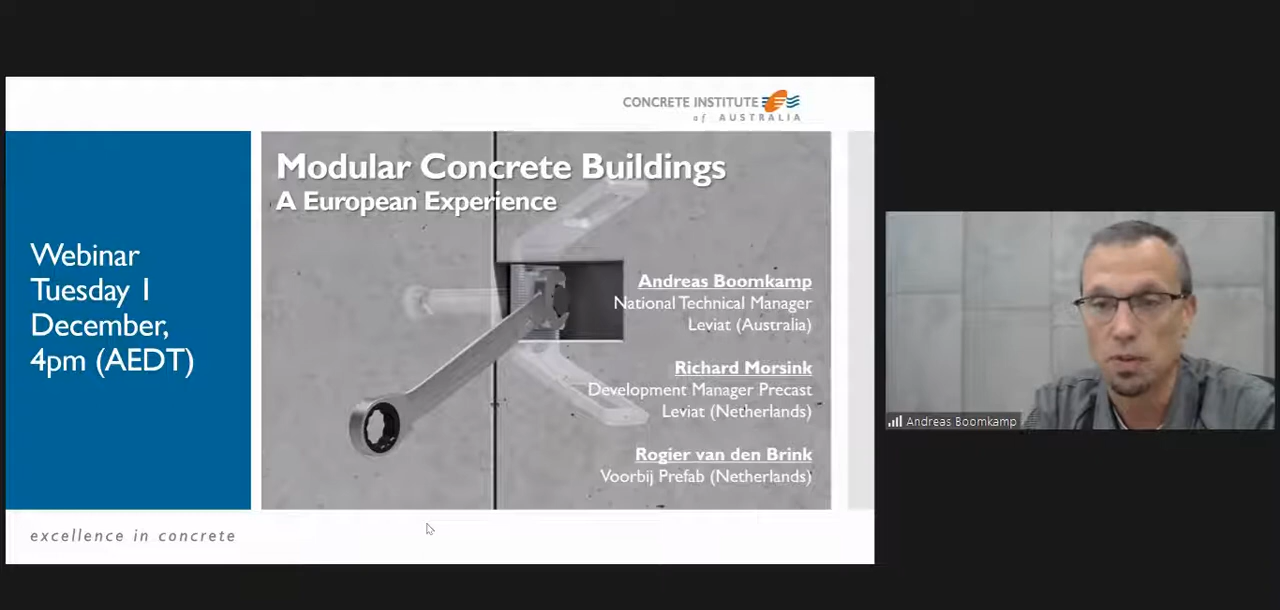 CONCRETE INSTITUTE
of AUSTRALIA
Modular Concrete Buildings
A European Experience
Webinar
Tuesday 1
December,
4pm (AEDT)
Andreas Boomkamp
National Technical Manager
Leviat (Australia)
Richard Morsink
Development Manager Precast
Leviat (Netherlands)
Rogier van den Brink
Voorbij Prefab (Netherlands)
excellence in concrete
Andreas Boomkamp